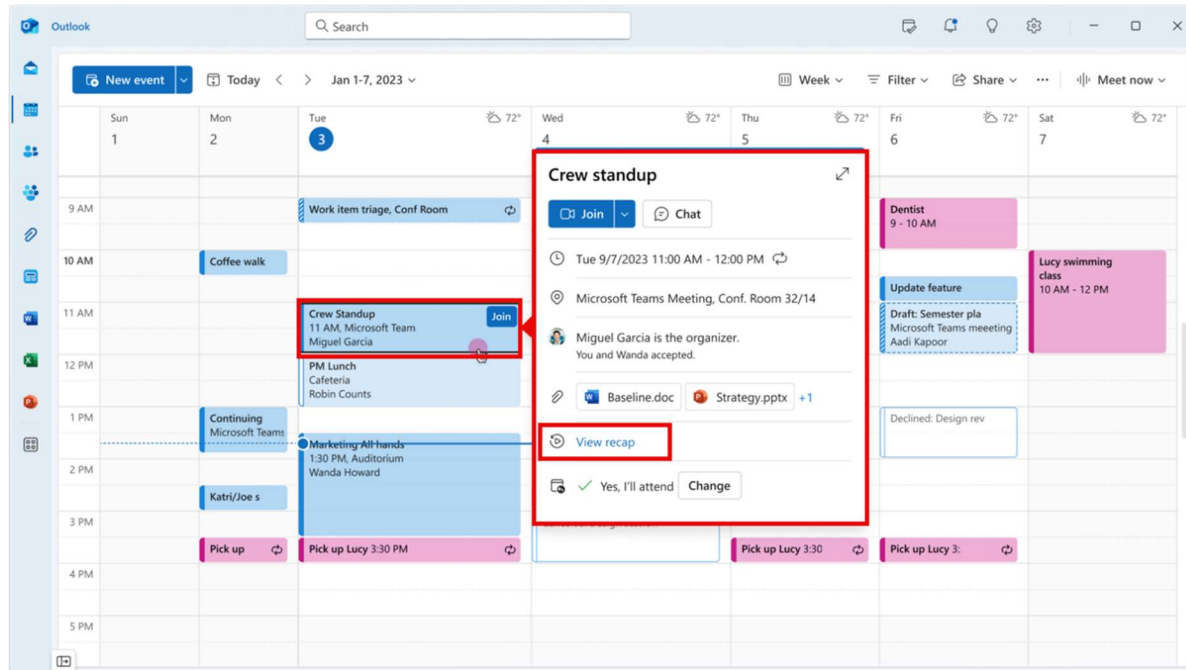 Outlook
Search
New event
Today
Jan 1-7, 2023
Week
Filter
Share
Meet now
Sun
1
Mon
2
Tue
72°
3
Wed
72°
4
Thu
72°
5
Fri
72°
6
Sat
72°
7
9 AM
10 AM
11 AM
12 PM
1 PM
2 PM
3 PM
4 PM
5 PM
Coffee walk
Continuing
Microsoft Teams
Katri/Joe s
Pick up
Work item triage, Conf Room
Crew Standup
11 AM, Microsoft Team
Miguel Garcia
Join
PM Lunch
Cafeteria
Robin Counts
Marketing All hands
1:30 PM, Auditorium
Wanda Howard
Pick up Lucy 3:30 PM
Crew standup
Join
Chat
Tue 9/7/2023 11:00 AM - 12:00 PM
Microsoft Teams Meeting, Conf. Room 32/14
Miguel Garcia is the organizer.
You and Wanda accepted.
Baseline.doc
Strategy.pptx
+1
View recap
Yes, I'll attend
Change
Pick up Lucy 3:30
Dentist
9 - 10 AM
Update feature
Draft: Semester pla
Microsoft Teams meeeting
Aadi Kapoor
Declined: Design rev
Pick up Lucy 3:
Lucy swimming
class
10 AM - 12 PM